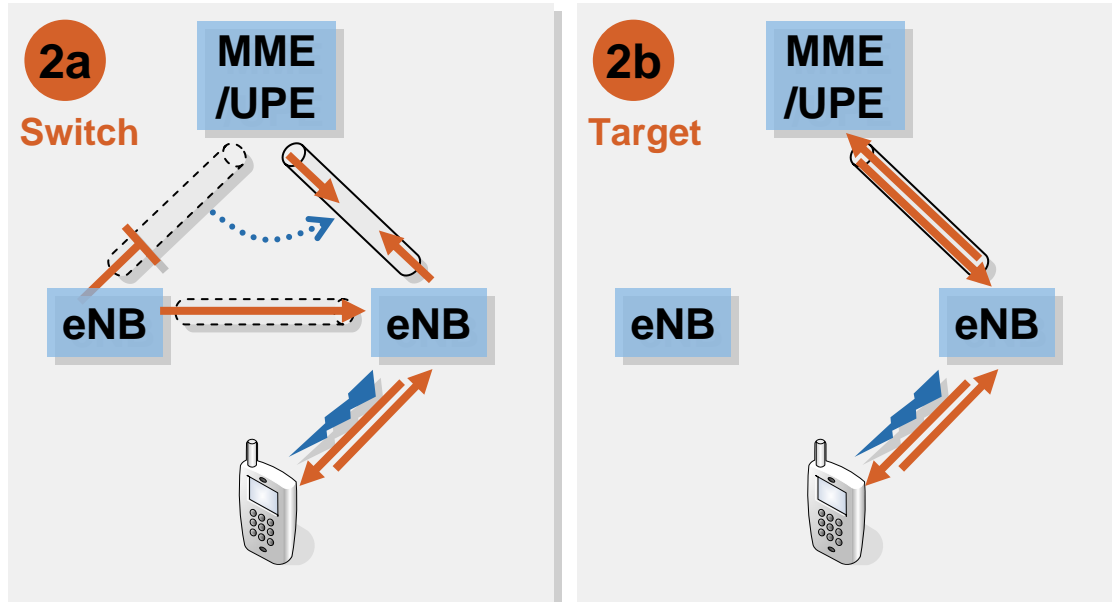 2a
Switch
MME
/UPE
eNB
eNB
2b
Target
MME
/UPE
eNB
eNB